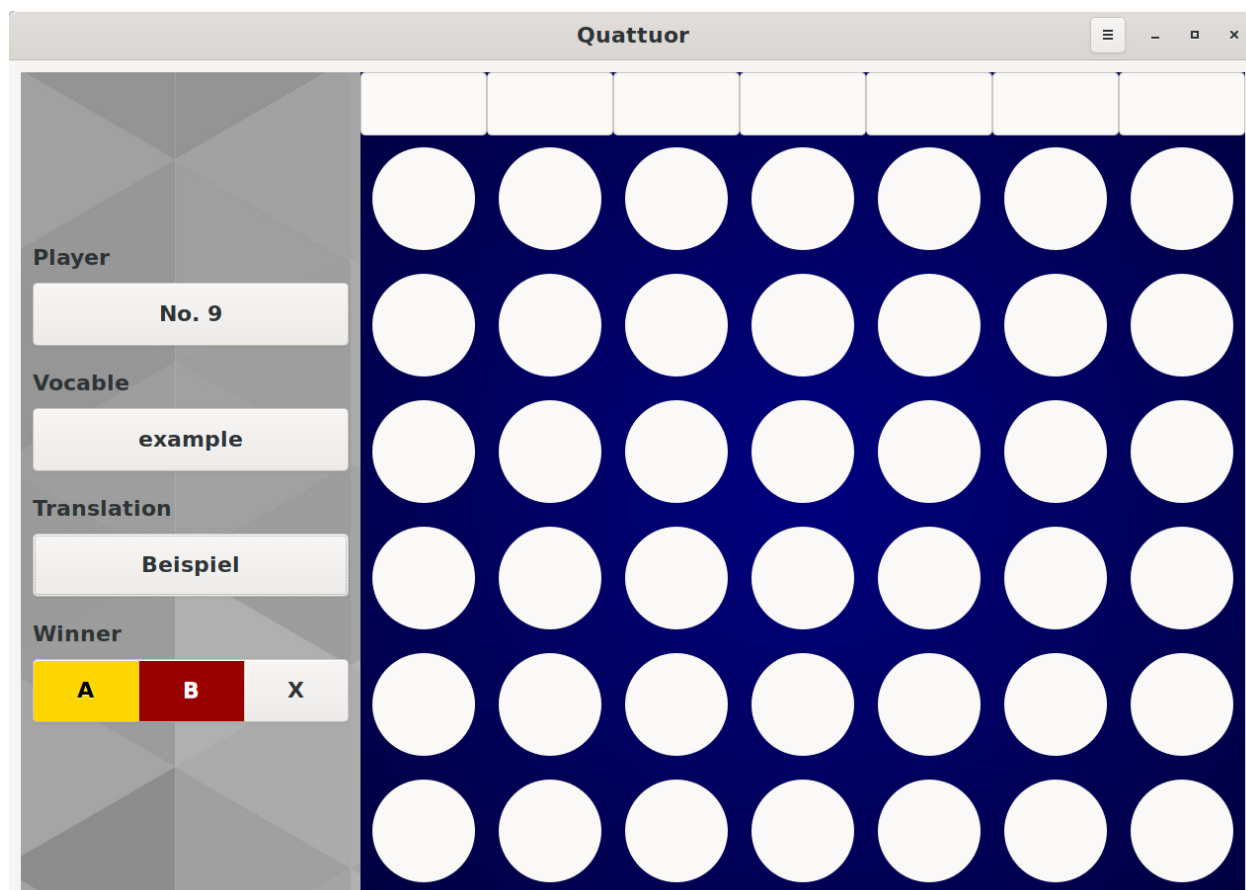 Quattuor
Player
No. 9
Vocable
example
Translation
Beispiel
Winner
A B X